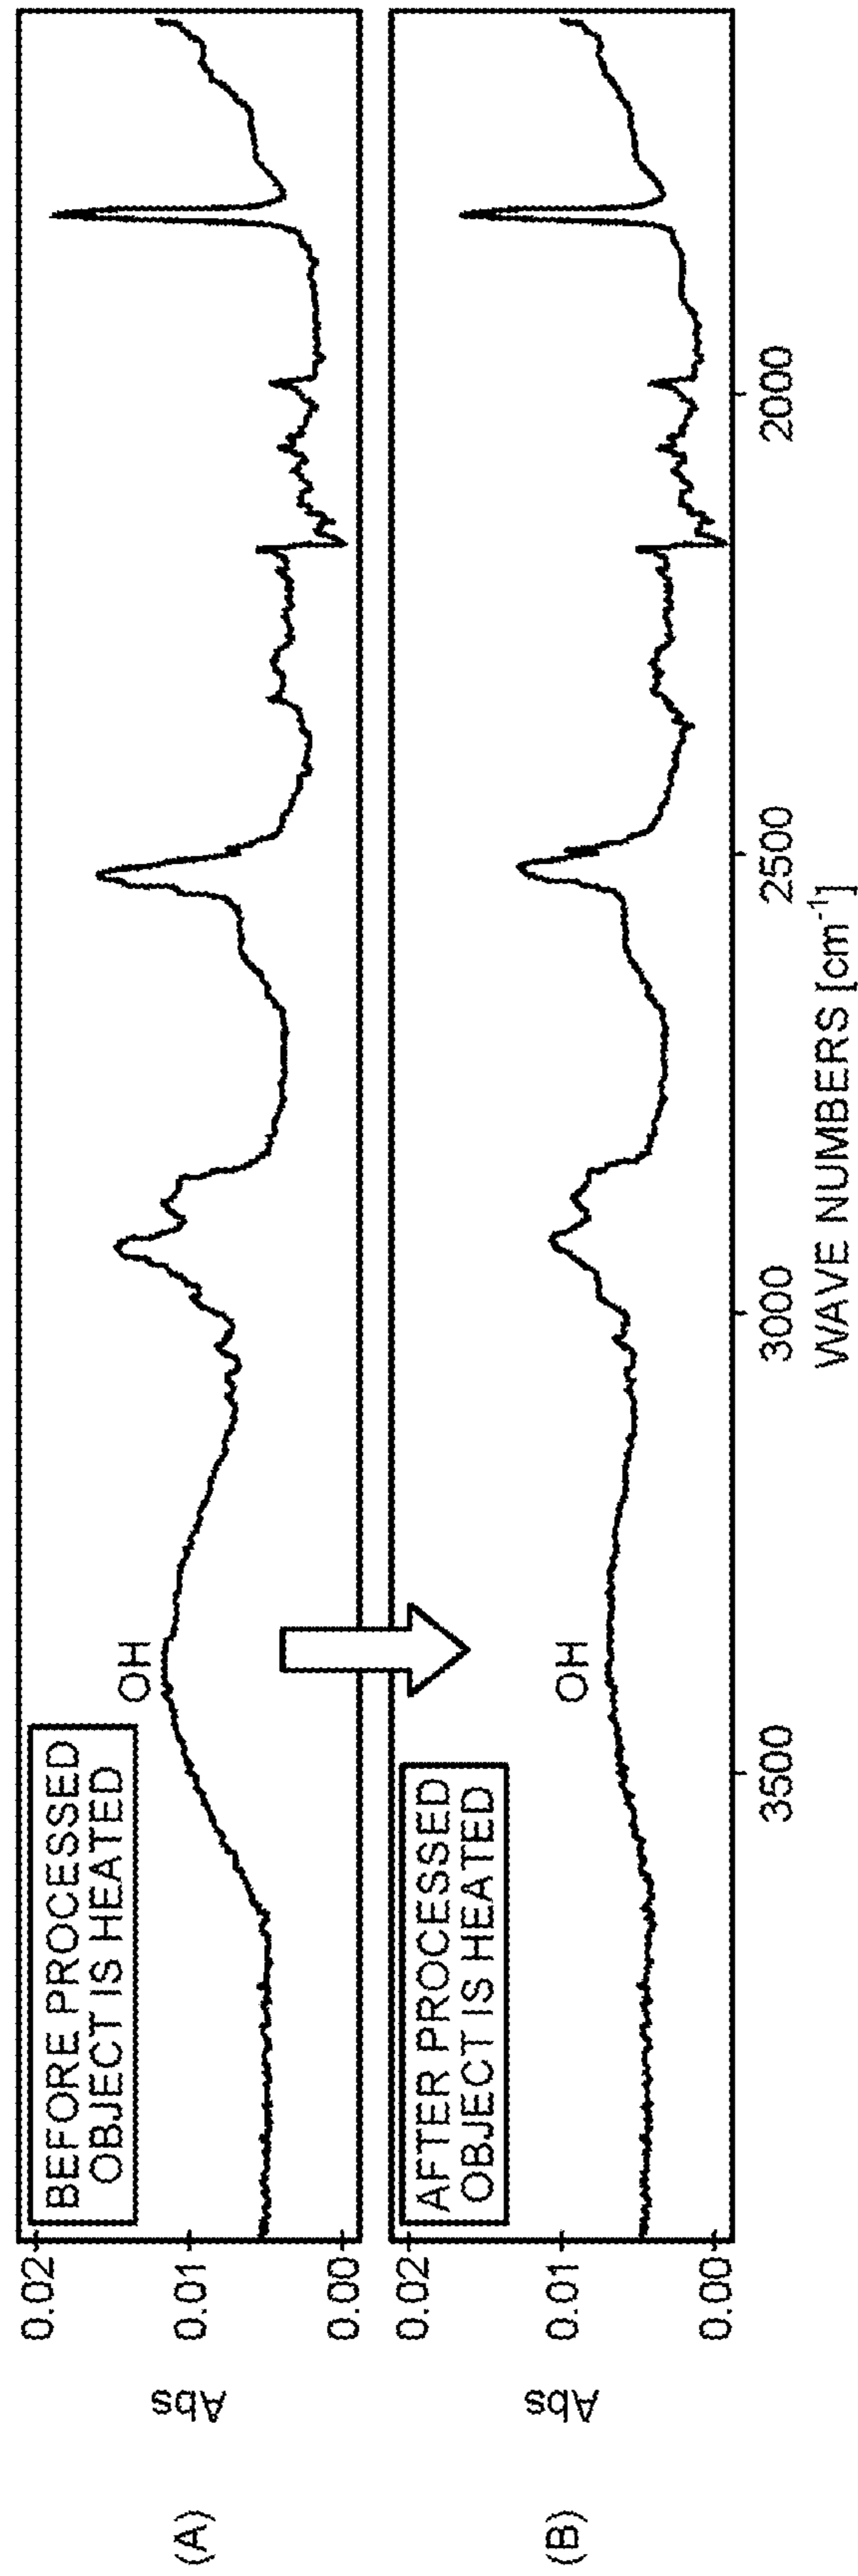 (A)
Abs
0.02
0.01
0.00
BEFORE PROCESSED
OBJECT IS HEATED
OH
(B)
Abs
0.02
0.01
0.00
AFTER PROCESSED
OBJECT IS HEATED
OH
3500
3000
2500
2000
WAVE NUMBERS [cm⁻¹]